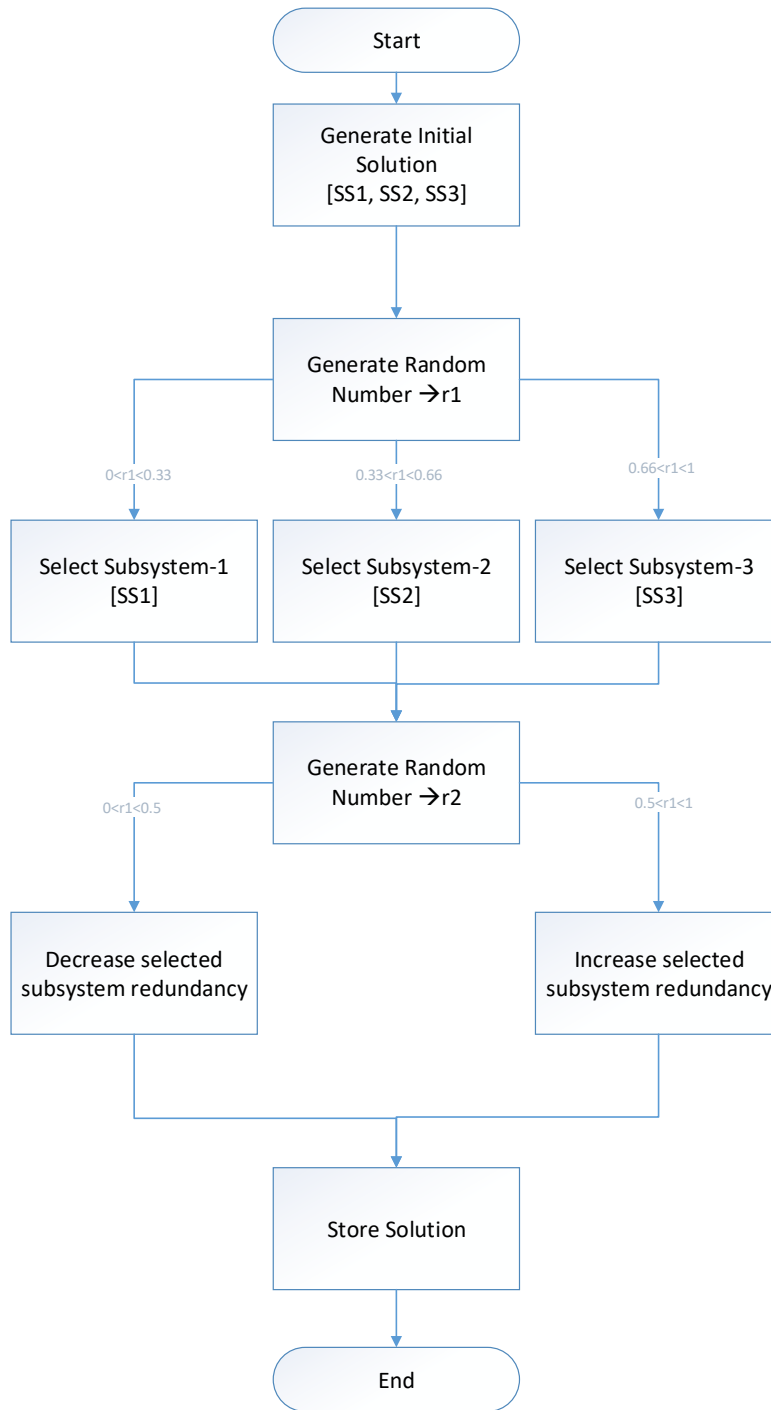 Start
Generate Initial
Solution
[SS1, SS2, SS3]
Generate Random
Number →r1
0<r1<0.33
0.33<r1<0.66
0.66<r1<1
Select Subsystem-1
[SS1]
Select Subsystem-2
[SS2]
Select Subsystem-3
[SS3]
Generate Random
Number →r2
0<r1<0.5
0.5<r1<1
Decrease selected
subsystem redundancy
Increase selected
subsystem redundancy
Store Solution
End